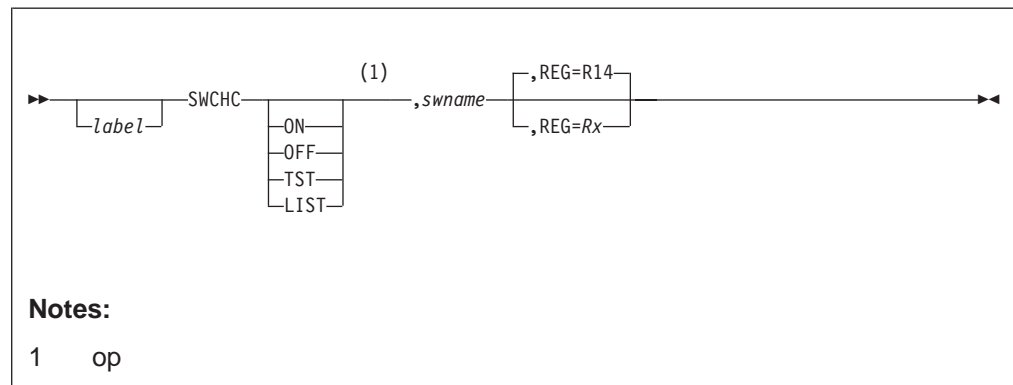 (1)
,REG=R14
SWCHC ,swname
label ON ,REG=Rx
OFF
TST
LIST
Notes:
1 op